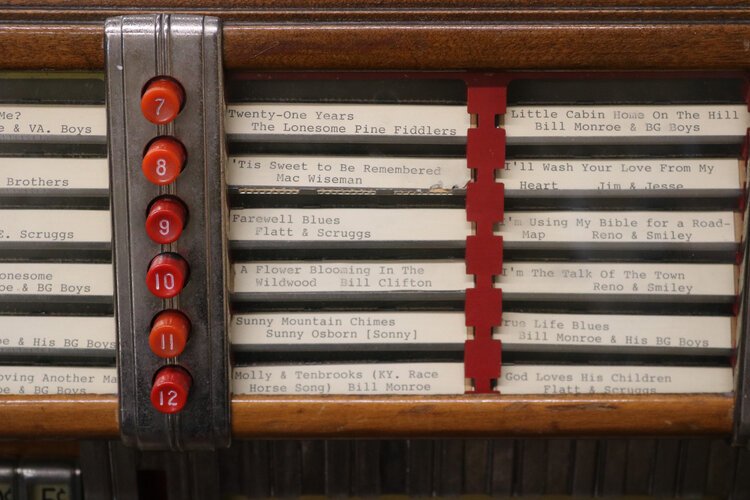 Me?
e & VA. Boys
Brothers
E. Scruggs
onesome
oe & BG Boys
e & His BG Boys
oving Another Ma
oe & BG Boys
7
8
9
10
11
12
Twenty-One Years
The Lonesome Pine Fiddlers
'Tis Sweet to Be Remembered
Mac Wiseman
Farewell Blues
Flatt & Scruggs
A Flower Blooming In The
Wildwood Bill Clifton
Sunny Mountain Chimes
Sunny Osborn [Sonny]
Molly & Tenbrooks (KY. Race
Horse Song) Bill Monroe
Little Cabin Home On The Hill
Bill Monroe & BG Boys
I'll Wash Your Love From My
Heart Jim & Jesse
I'm Using My Bible for a Road-
Map Reno & Smiley
I'm The Talk Of The Town
Reno & Smiley
True Life Blues
Bill Monroe & His BG Boys
God Loves His Children
Flatt & Scruggs
5¢